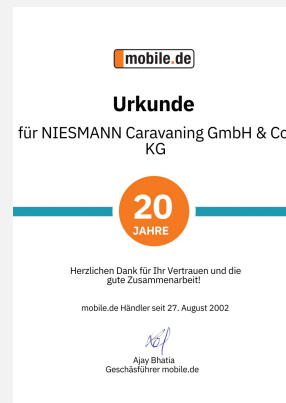 mobile.de
Urkunde
für NIESMANN Caravaning GmbH & Co
KG
20
JAHRE
Herzlichen Dank für Ihr Vertrauen und die
gute Zusammenarbeit!
mobile.de Händler seit 27. August 2002
Ajay Bhatia
Geschäsführer mobile.de